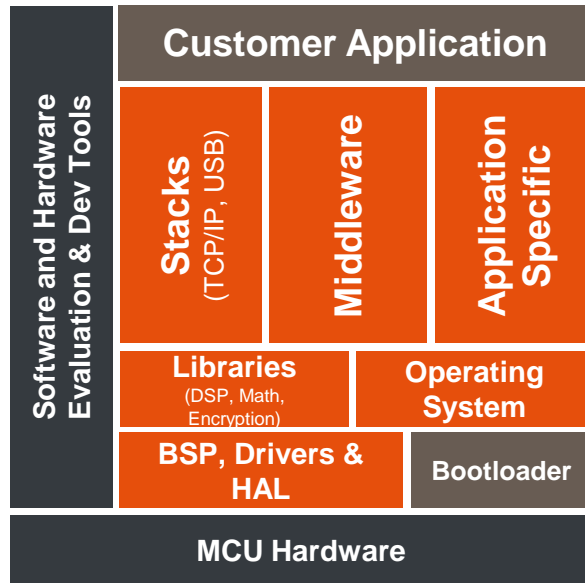 Customer Application
Software and Hardware
Evaluation & Dev Tools
Stacks
(TCP/IP, USB)
Middleware
Application
Specific
Libraries
(DSP, Math,
Encryption)
Operating
System
BSP, Drivers &
HAL
Bootloader
MCU Hardware